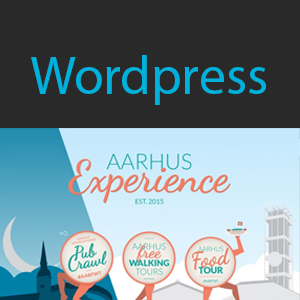 Wordpress
AARHUS
Experience
EST. 2015
Pub
Crawl
AARHUS
free
WALKING
TOURS
AARHUS
Food
TOUR